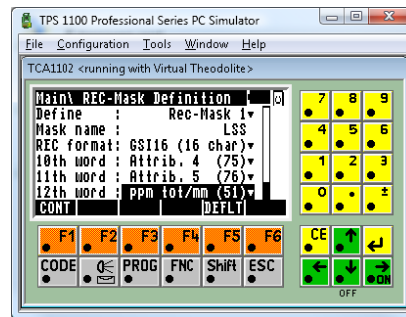 TPS 1100 Professional Series PC Simulator
File Configuration Tools Window Help
TCA1102 <running with Virtual Theodolite>
Main\ REC-Mask Definition
Define : Rec-Mask 1▾
Mask name : LSS
REC format: GSI16 (16 char)▾
10th word : Attrib. 4 (75)▾
11th word : Attrib. 5 (76)▾
12th word : ppm tot/mm (51)▾
CONT DEFLT
7 8 9
4 5 6
1 2 3
0 . ±
F1 F2 F3 F4 F5 F6
CE
CODE PROG FNC Shift ESC
ON
OFF